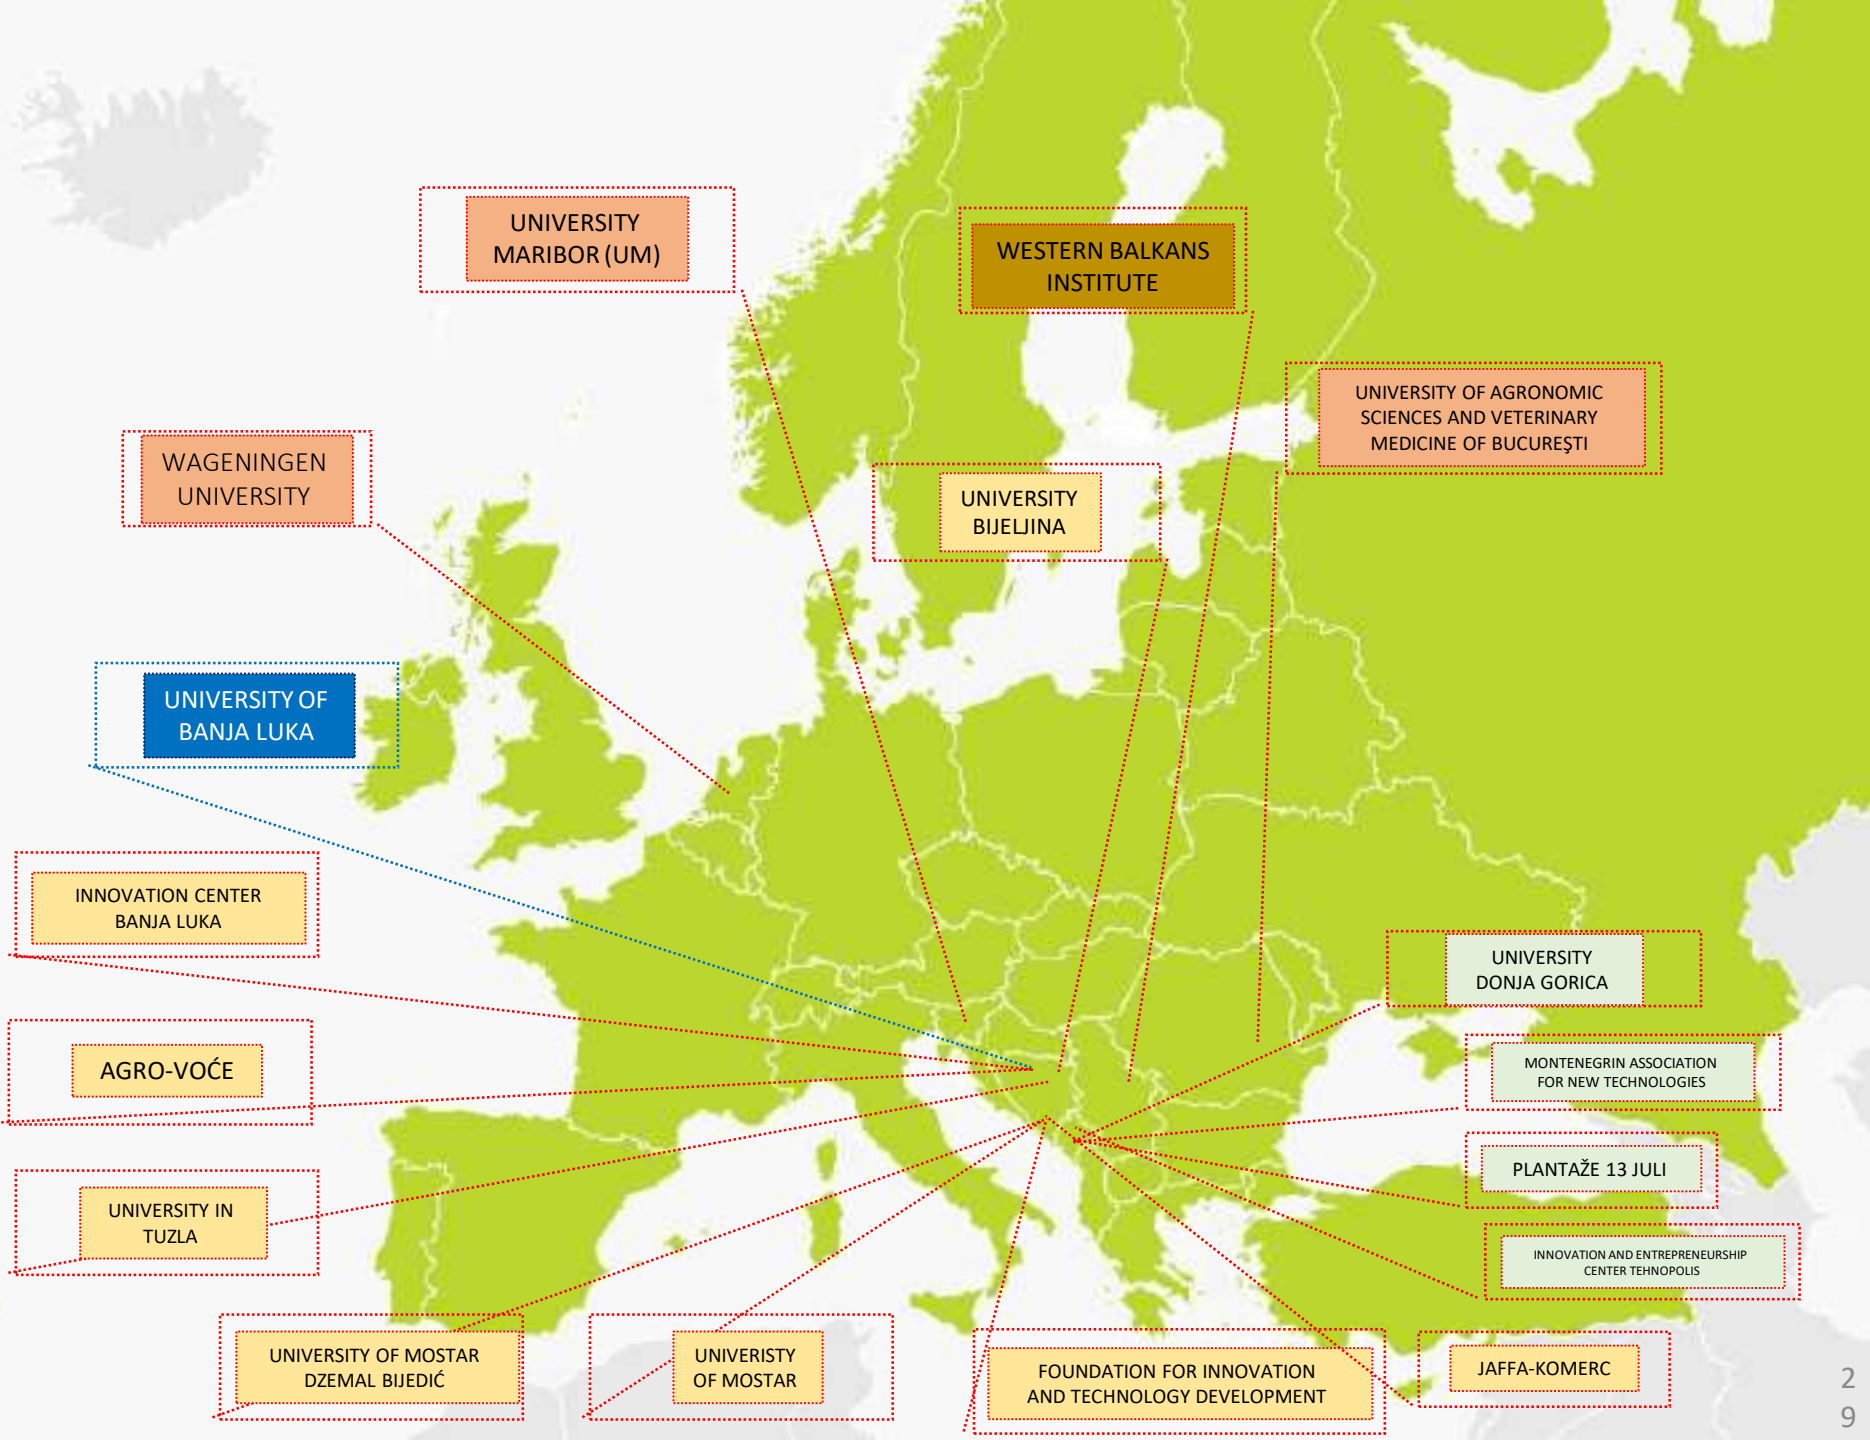 UNIVERSITY
MARIBOR (UM)
WESTERN BALKANS
INSTITUTE
UNIVERSITY OF AGRONOMIC
SCIENCES AND VETERINARY
MEDICINE OF BUCUREŞTI
WAGENINGEN
UNIVERSITY
UNIVERSITY
BIJELJINA
UNIVERSITY OF
BANJA LUKA
INNOVATION CENTER
BANJA LUKA
UNIVERSITY
DONJA GORICA
AGRO-VOĆE
MONTENEGRIN ASSOCIATION
FOR NEW TECHNOLOGIES
PLANTAŽE 13 JULI
UNIVERSITY IN
TUZLA
INNOVATION AND ENTREPRENEURSHIP
CENTER TEHNOPOLIS
UNIVERSITY OF MOSTAR
DZEMAL BIJEDIĆ
UNIVERISTY
OF MOSTAR
FOUNDATION FOR INNOVATION
AND TECHNOLOGY DEVELOPMENT
JAFFA-KOMERC
2
9